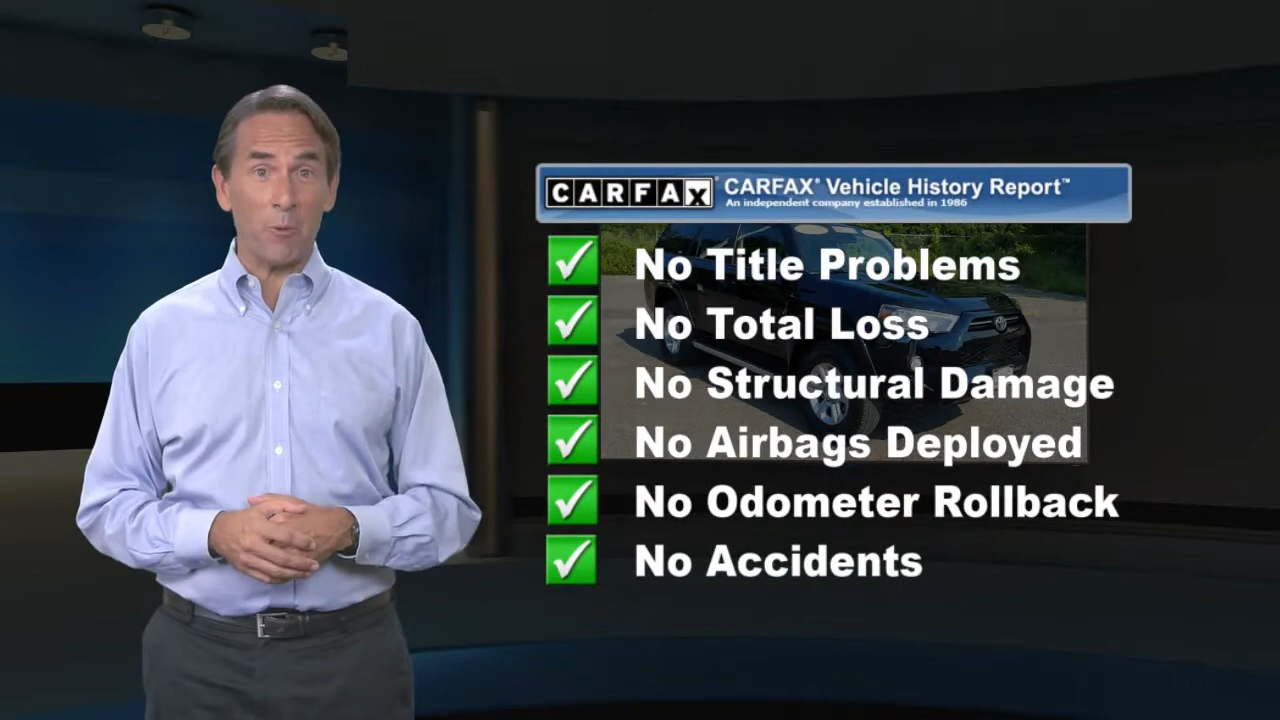 CARFAX® CARFAX® Vehicle History Report™
An independent company established in 1986
No Title Problems
No Total Loss
No Structural Damage
No Airbags Deployed
No Odometer Rollback
No Accidents